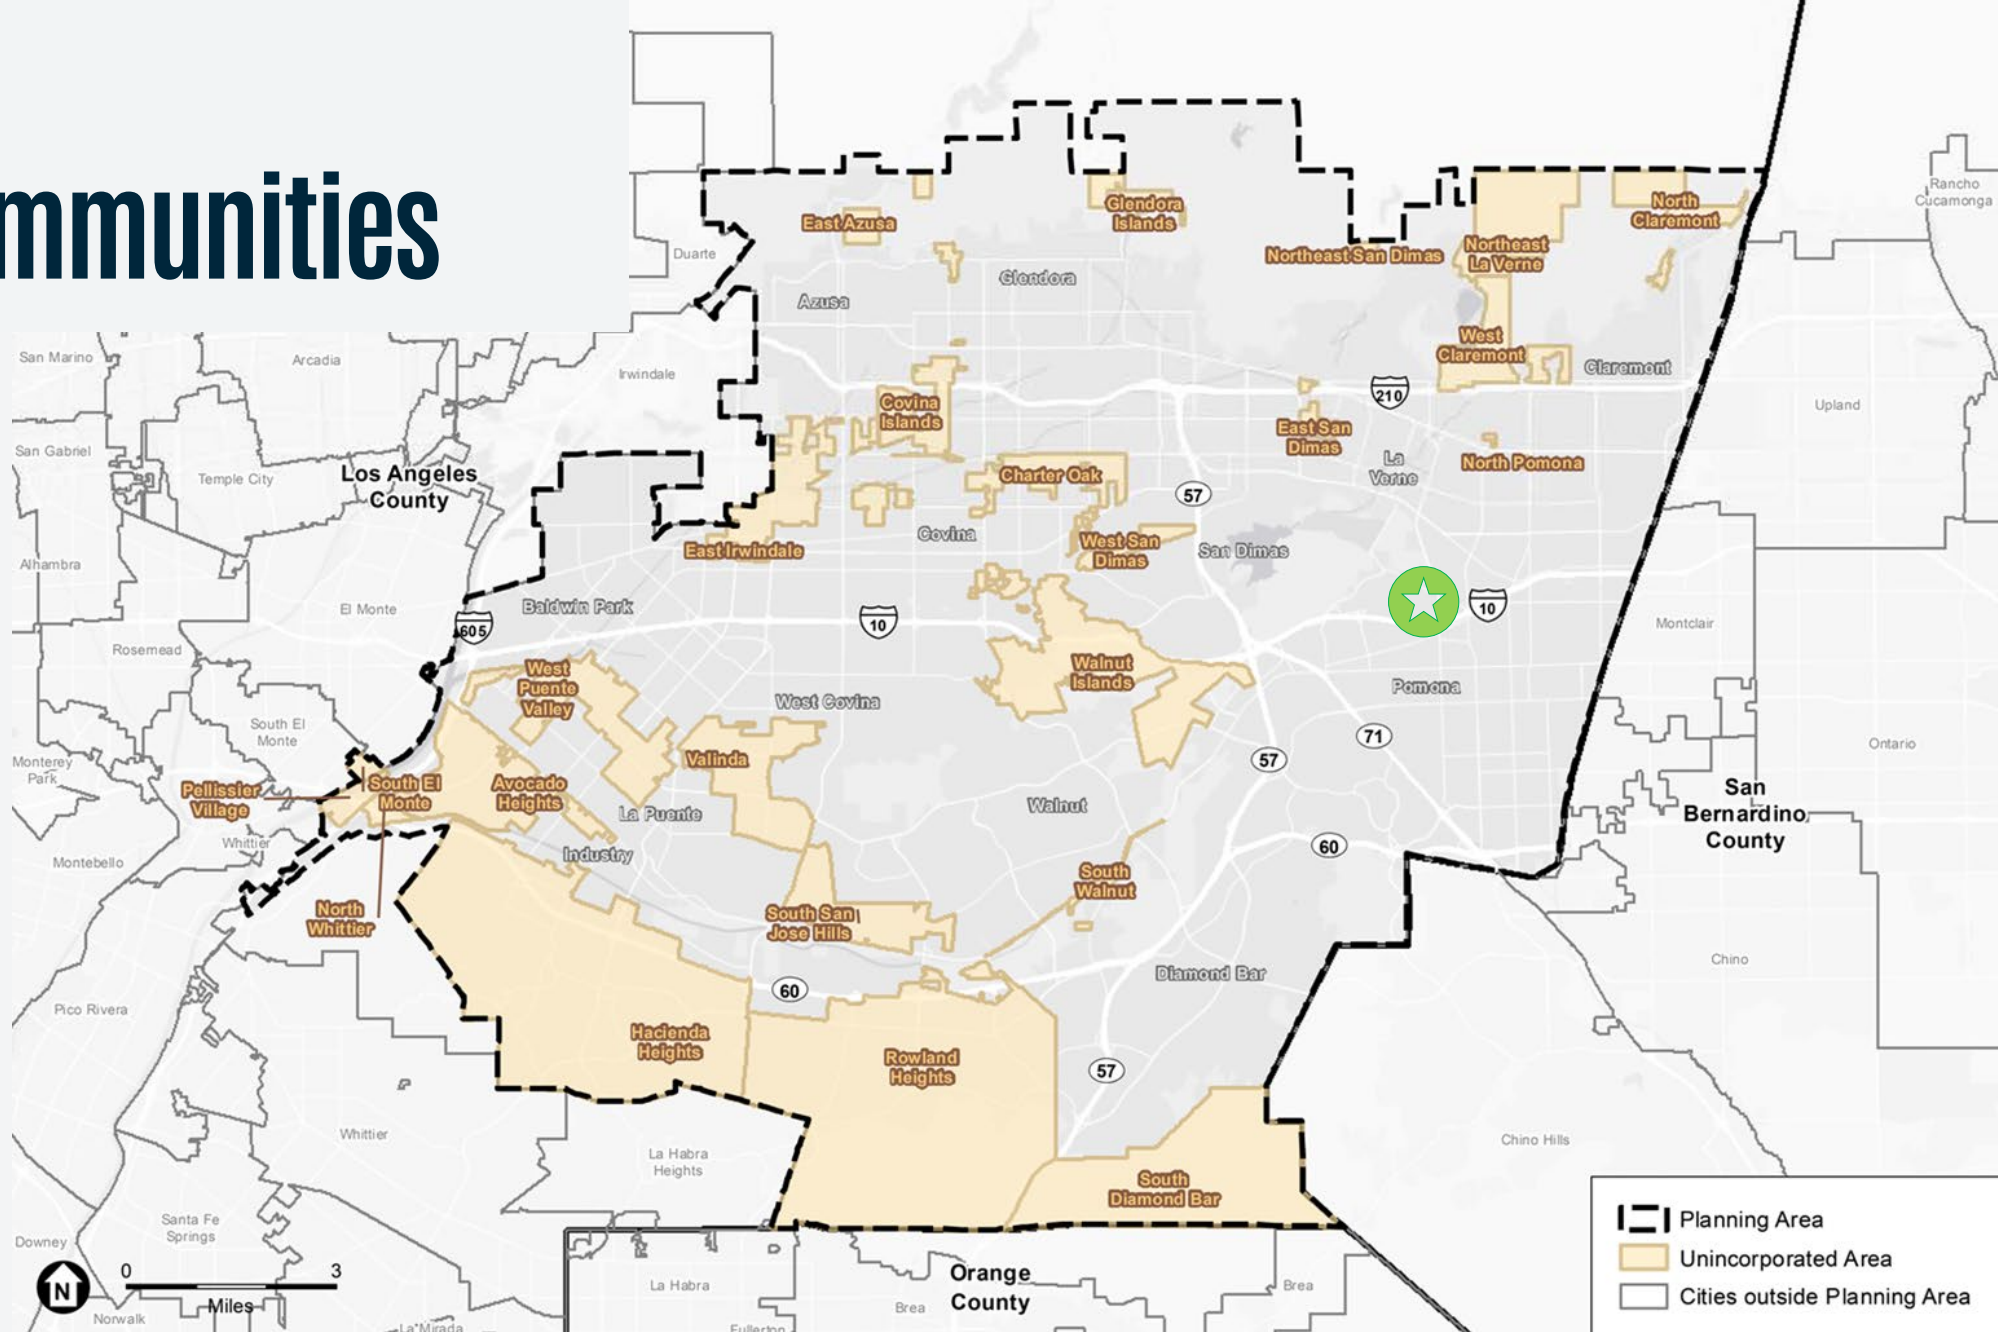 mmunities
Rancho
Cucamonga
Glendora
Islands
North
Claremont
East Azusa
Duarte
Northeast San Dimas
Northeast
La Verne
Glendora
Azusa
San Marino
Arcadia
Irwindale
West
Claremont
Claremont
210
Upland
Covina
Islands
East San
Dimas
San Gabriel
Temple City
Los Angeles
County
Charter Oak
La
Verne
North Pomona
57
Covina
West San
Dimas
San Dimas
East Irwindale
Alhambra
El Monte
Baldwin Park
10
10
605
Montclair
Rosemead
West
Puente
Valley
Walnut
Islands
Pomona
West Covina
South El
Monte
71
Ontario
Monterey
Park
Valinda
57
Pellissier
Village
South El
Monte
Avocado
Heights
La Puente
Walnut
San
Bernardino
County
Whittier
Montebello
Industry
60
South
Walnut
North
Whittier
South San
Jose Hills
Chino
Diamond Bar
60
Pico Rivera
Hacienda
Heights
Rowland
Heights
57
Whittier
La Habra
Heights
Chino Hills
South
Diamond Bar
Santa Fe
Springs
Downey
Planning Area
Unincorporated Area
Cities outside Planning Area
N
0
3
Miles
Norwalk
La Mirada
La Habra
Fullerton
Brea
Orange
County
Brea